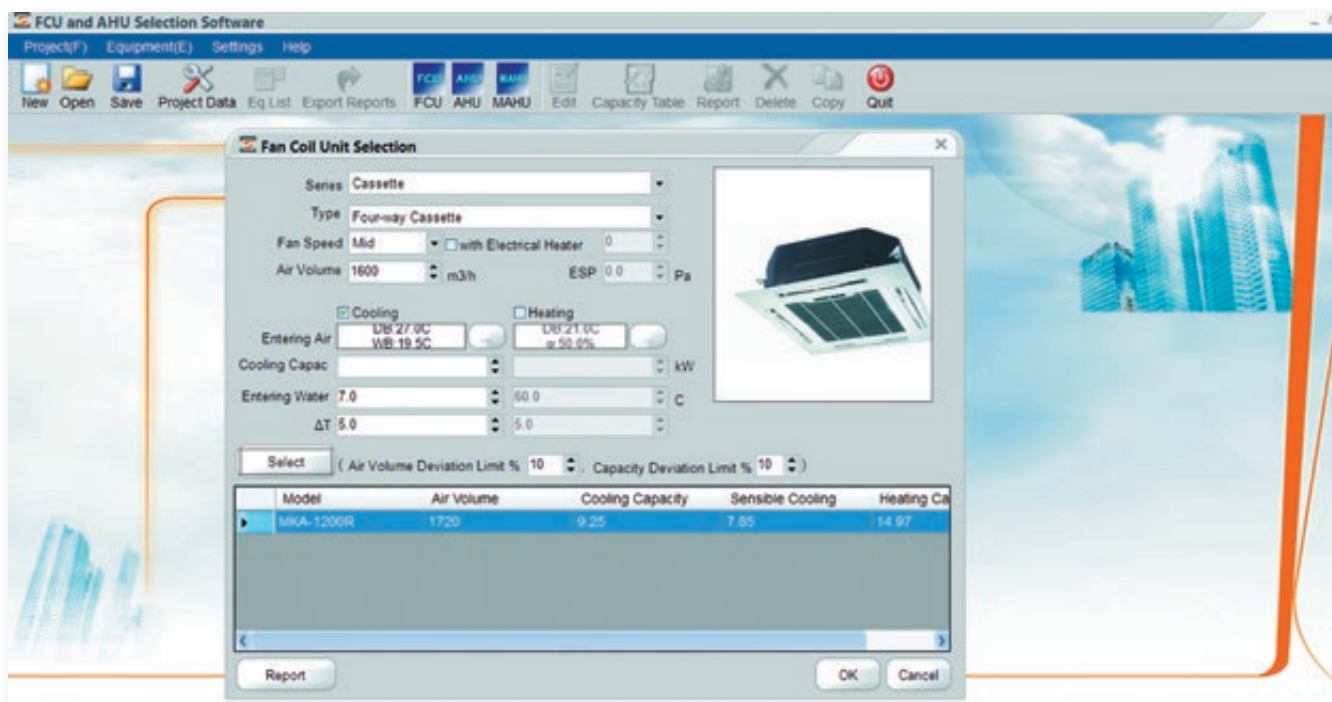 FCU and AHU Selection Software
Project(F) Equipment(E) Settings Help
FCU AHU MAHU
New Open Save Project Data Eq List Export Reports FCU AHU MAHU Edit Capacity Table Report Delete Copy Quit
Fan Coil Unit Selection
Series Cassette
Type Four-way Cassette
Fan Speed Mid with Electrical Heater 0
Air Volume 1600 m3/h ESP 0.0 Pa
Cooling Heating
Entering Air DB:27.0C DB:21.0C
WB:19.5C φ:50.0%
Cooling Capac kW
Entering Water 7.0 60.0 C
ΔT 5.0 5.0
Select ( Air Volume Deviation Limit % 10 , Capacity Deviation Limit % 10 )
Model Air Volume Cooling Capacity Sensible Cooling Heating Ca
MKA-1200R 1720 9.25 7.85 14.97
Report OK Cancel